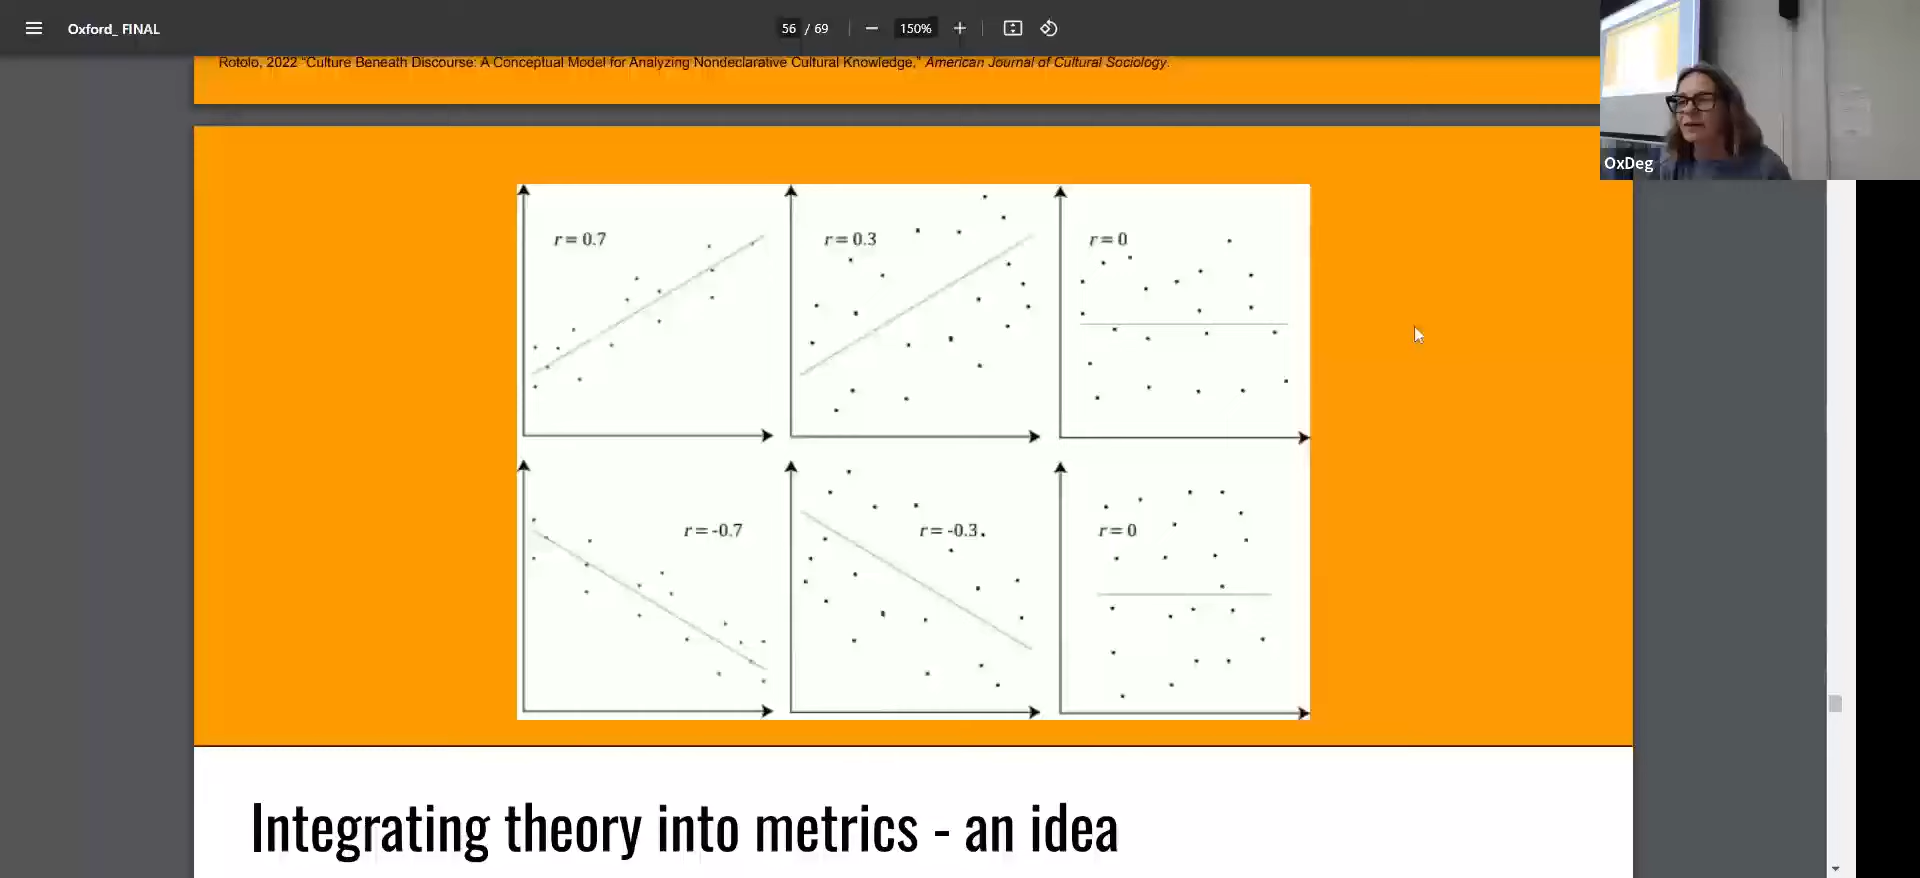 Oxford_ FINAL
56 / 69
150%
Rotolo, 2022 "Culture Beneath Discourse: A Conceptual Model for Analyzing Nondeclarative Cultural Knowledge," American Journal of Cultural Sociology.
OxDeg
r = 0.7
r = 0.3
r = 0
r = -0.7
r = -0.3
r = 0
Integrating theory into metrics - an idea